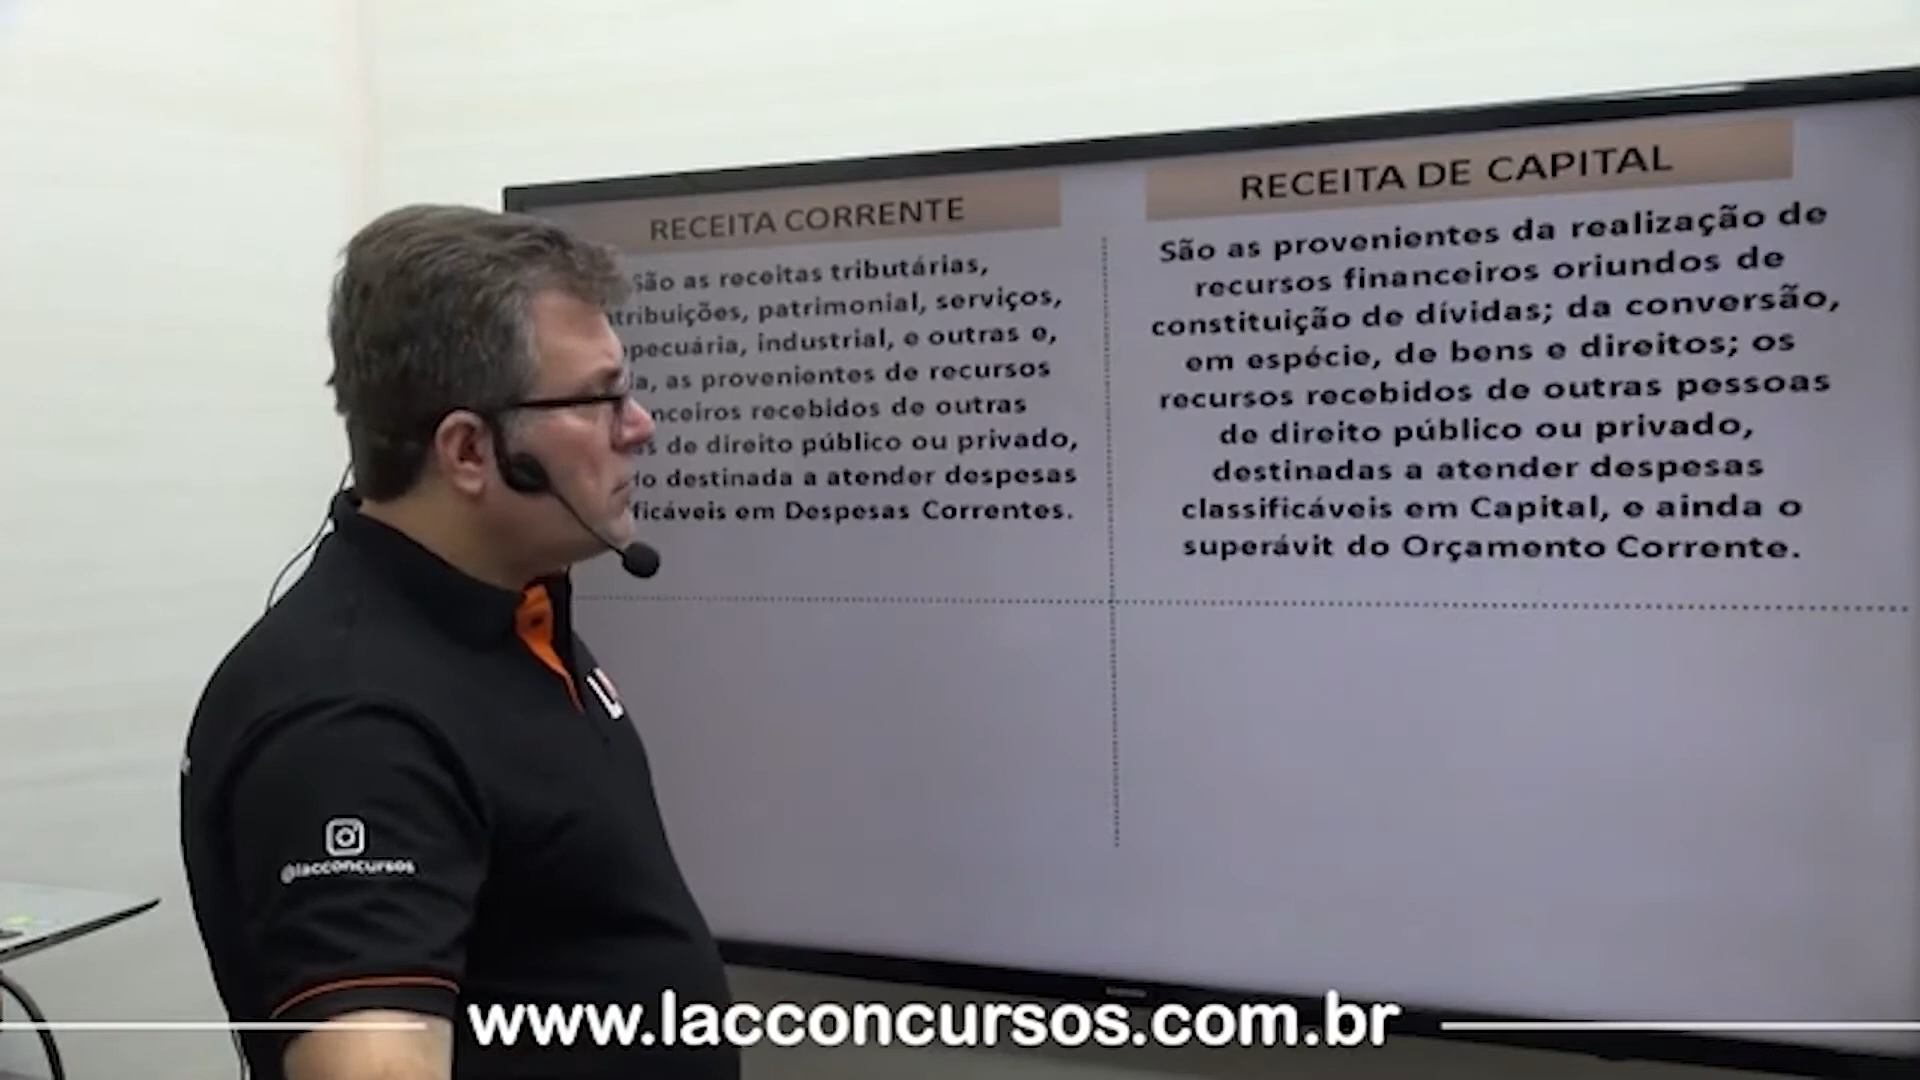 RECEITA CORRENTE
São as receitas tributárias,
patrimonial, serviços,
industrial, e outras e,
as provenientes de recursos
recebidos de outras
de direito público ou privado,
destinada a atender despesas
em Despesas Correntes.
RECEITA DE CAPITAL
São as provenientes da realização de
recursos financeiros oriundos de
constituição de dívidas; da conversão,
em espécie, de bens e direitos; os
recursos recebidos de outras pessoas
de direito público ou privado,
destinadas a atender despesas
classificáveis em Capital, e ainda o
superávit do Orçamento Corrente.
@lacconcursos
www.lacconcursos.com.br